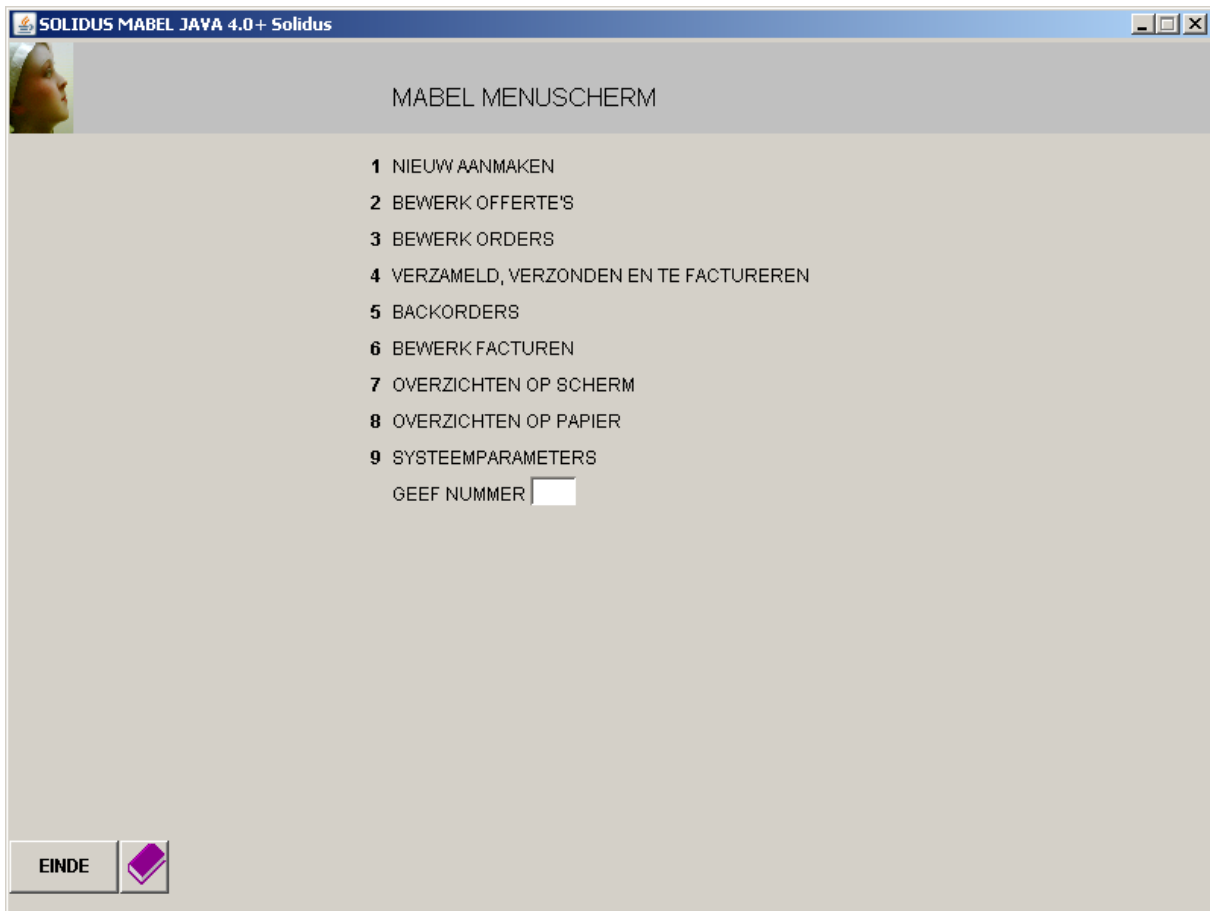 SOLIDUS MABEL JAVA 4.0+ Solidus
MABEL MENUSCHERM
1 NIEUW AANMAKEN
2 BEWERK OFFERTE'S
3 BEWERK ORDERS
4 VERZAMELD, VERZONDEN EN TE FACTUREREN
5 BACKORDERS
6 BEWERK FACTUREN
7 OVERZICHTEN OP SCHERM
8 OVERZICHTEN OP PAPIER
9 SYSTEEMPARAMETERS
GEEF NUMMER
EINDE